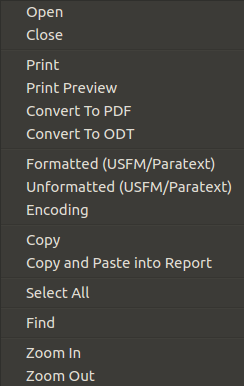 Open
Close
Print
Print Preview
Convert To PDF
Convert To ODT
Formatted (USFM/Paratext)
Unformatted (USFM/Paratext)
Encoding
Copy
Copy and Paste into Report
Select All
Find
Zoom In
Zoom Out